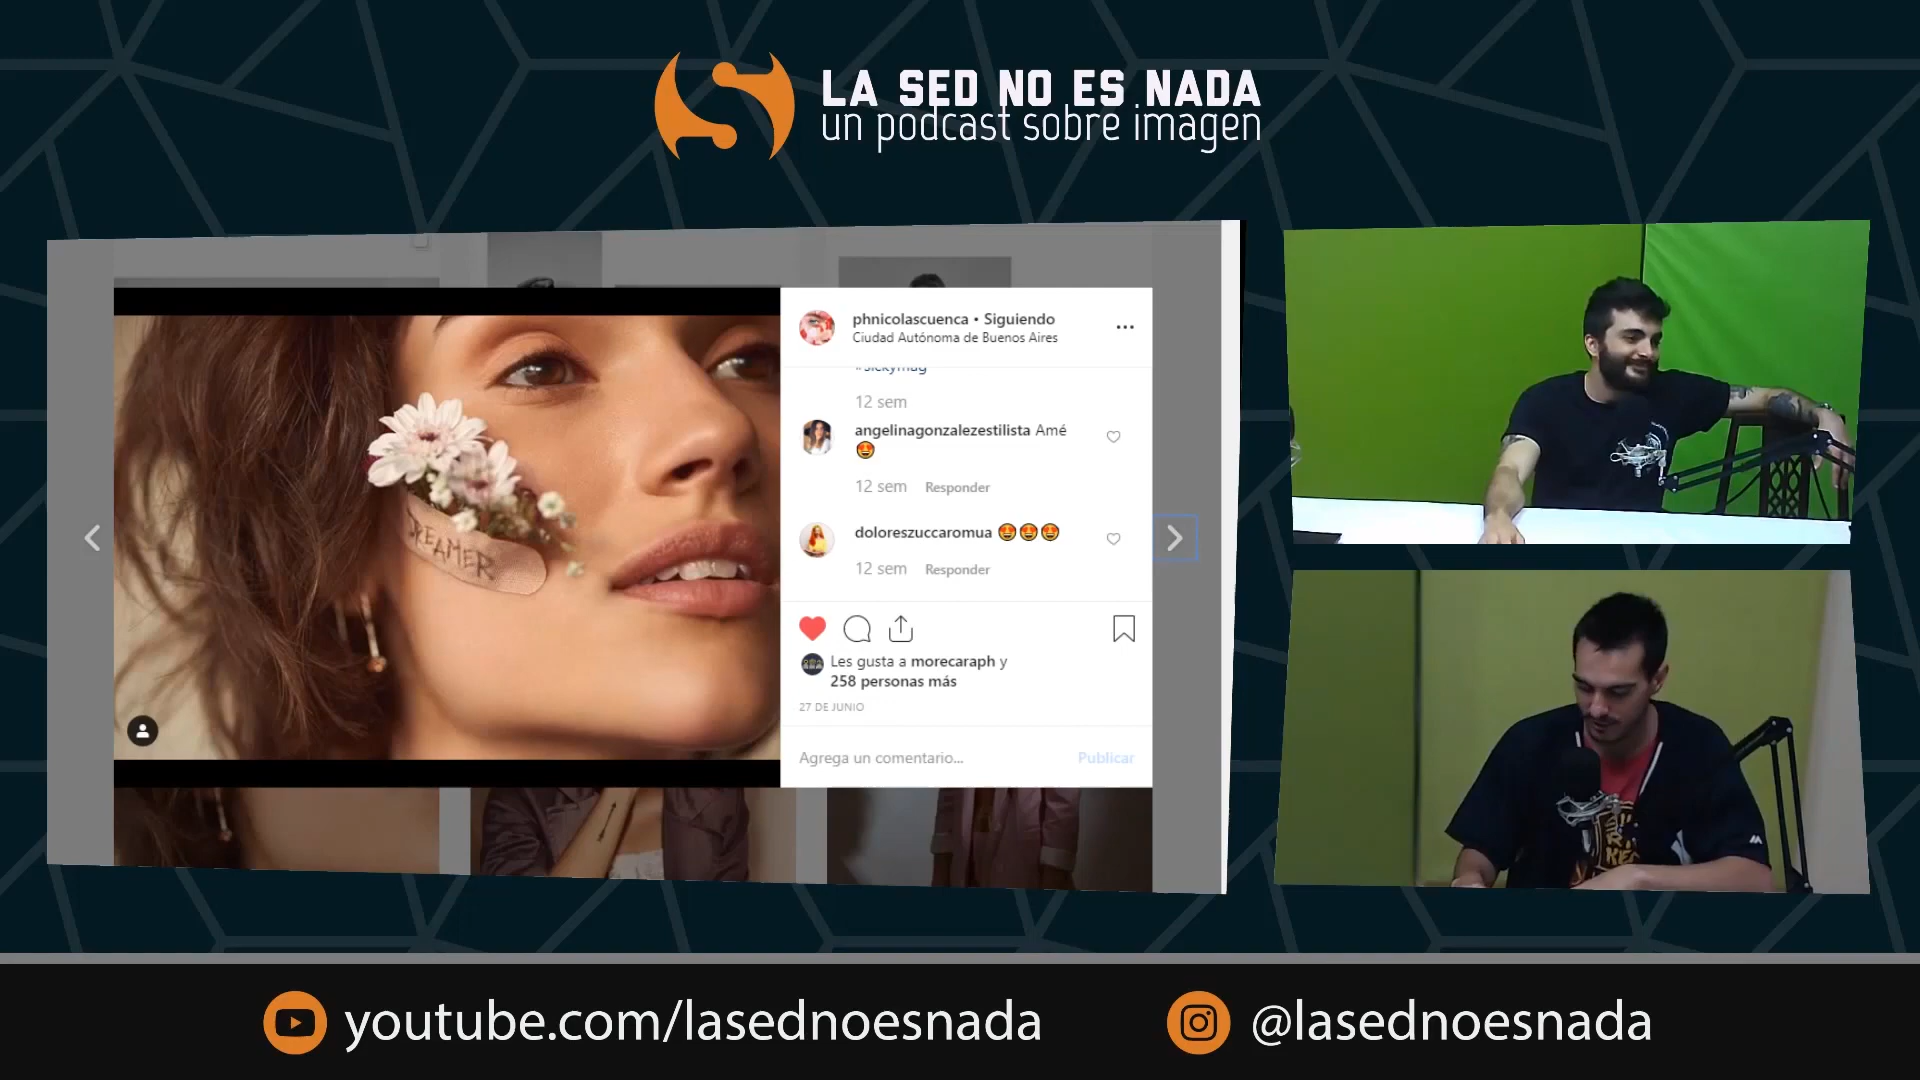 LA SED NO ES NADA
un podcast sobre imagen
phnicolascuenca • Siguiendo
Ciudad Autónoma de Buenos Aires
#sickymag
12 sem
angelinagonzalezestilista Amé
😍
12 sem Responder
doloreszuccaromua 😍😍😍
12 sem Responder
REAMER
Les gusta a morecaraph y
258 personas más
27 DE JUNIO
Agrega un comentario... Publicar
youtube.com/lasednoesnada
@lasednoesnada